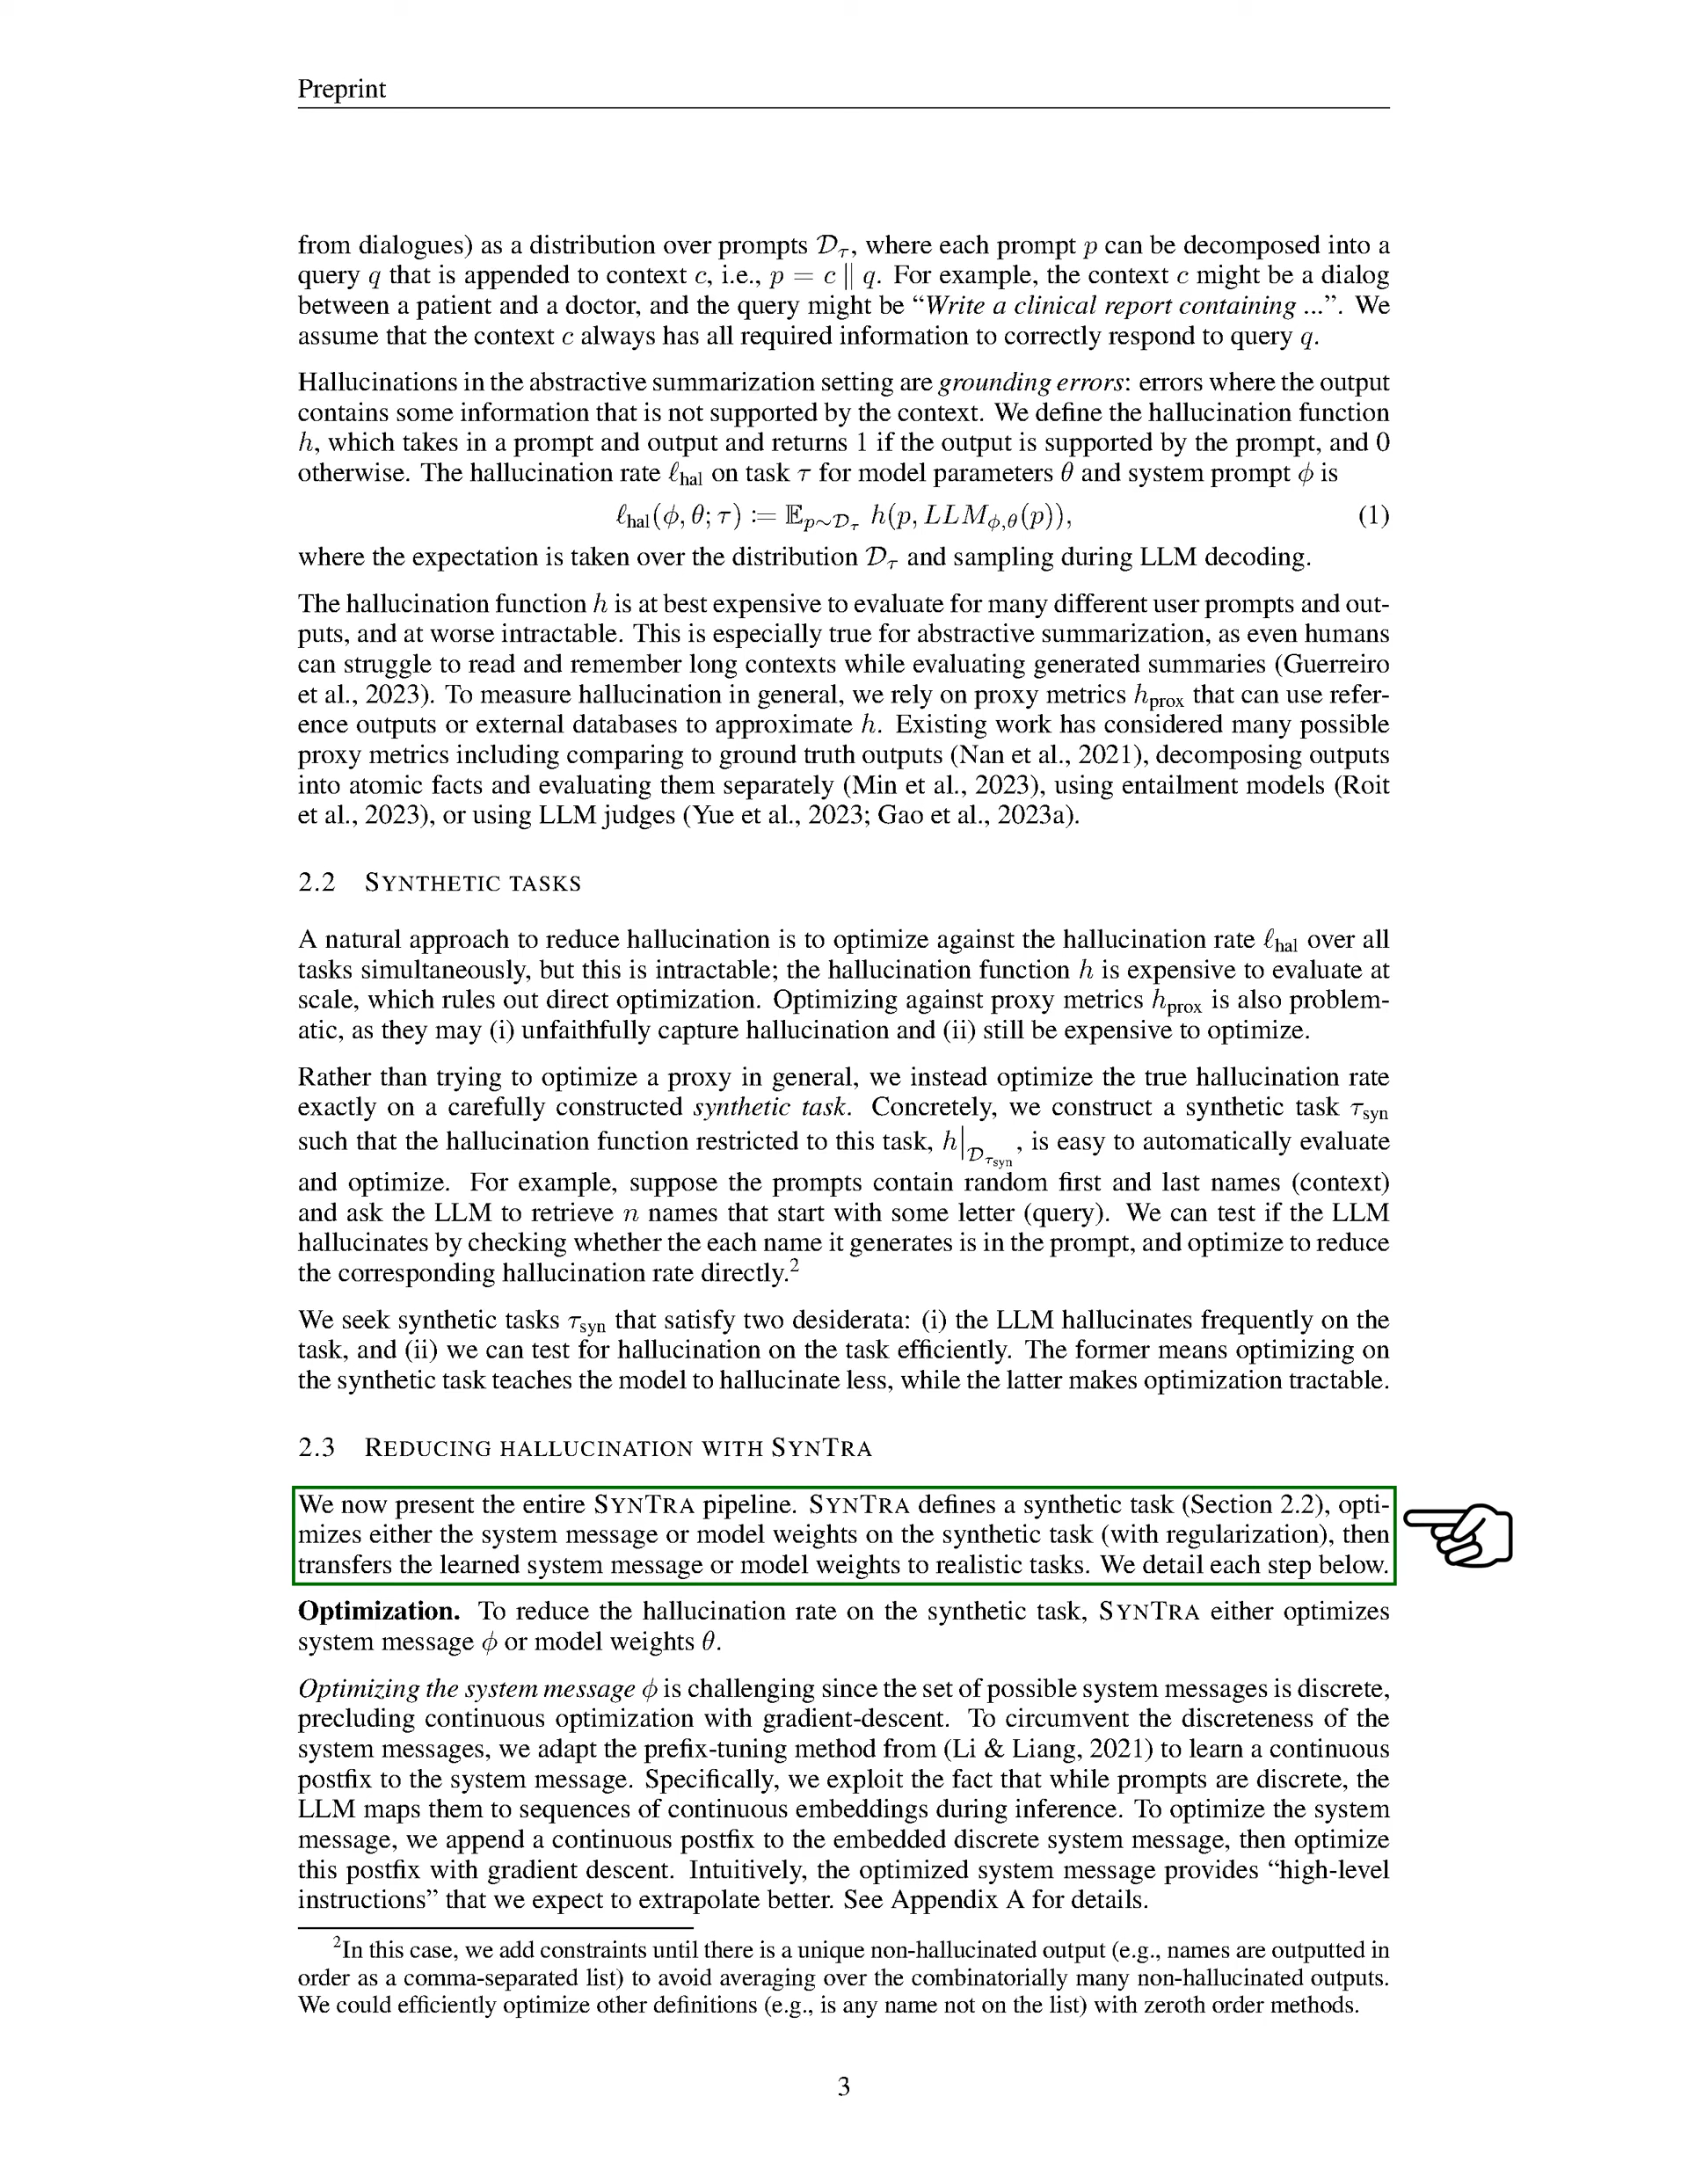 Preprint
from dialogues) as a distribution over prompts 𝒟_τ, where each prompt p can be decomposed into a
query q that is appended to context c, i.e., p = c ∥ q. For example, the context c might be a dialog
between a patient and a doctor, and the query might be “Write a clinical report containing ...”. We
assume that the context c always has all required information to correctly respond to query q.
Hallucinations in the abstractive summarization setting are grounding errors: errors where the output
contains some information that is not supported by the context. We define the hallucination function
h, which takes in a prompt and output and returns 1 if the output is supported by the prompt, and 0
otherwise. The hallucination rate ℓ_hal on task τ for model parameters θ and system prompt ϕ is
ℓ_hal(ϕ, θ; τ) := 𝔼_{p∼𝒟_τ} h(p, LLM_{ϕ,θ}(p)), (1)
where the expectation is taken over the distribution 𝒟_τ and sampling during LLM decoding.
The hallucination function h is at best expensive to evaluate for many different user prompts and out-
puts, and at worse intractable. This is especially true for abstractive summarization, as even humans
can struggle to read and remember long contexts while evaluating generated summaries (Guerreiro
et al., 2023). To measure hallucination in general, we rely on proxy metrics h_prox that can use refer-
ence outputs or external databases to approximate h. Existing work has considered many possible
proxy metrics including comparing to ground truth outputs (Nan et al., 2021), decomposing outputs
into atomic facts and evaluating them separately (Min et al., 2023), using entailment models (Roit
et al., 2023), or using LLM judges (Yue et al., 2023; Gao et al., 2023a).
2.2 SYNTHETIC TASKS
A natural approach to reduce hallucination is to optimize against the hallucination rate ℓ_hal over all
tasks simultaneously, but this is intractable; the hallucination function h is expensive to evaluate at
scale, which rules out direct optimization. Optimizing against proxy metrics h_prox is also problem-
atic, as they may (i) unfaithfully capture hallucination and (ii) still be expensive to optimize.
Rather than trying to optimize a proxy in general, we instead optimize the true hallucination rate
exactly on a carefully constructed synthetic task. Concretely, we construct a synthetic task τ_syn
such that the hallucination function restricted to this task, h|_{𝒟_{τ_syn}}, is easy to automatically evaluate
and optimize. For example, suppose the prompts contain random first and last names (context)
and ask the LLM to retrieve n names that start with some letter (query). We can test if the LLM
hallucinates by checking whether the each name it generates is in the prompt, and optimize to reduce
the corresponding hallucination rate directly.²
We seek synthetic tasks τ_syn that satisfy two desiderata: (i) the LLM hallucinates frequently on the
task, and (ii) we can test for hallucination on the task efficiently. The former means optimizing on
the synthetic task teaches the model to hallucinate less, while the latter makes optimization tractable.
2.3 REDUCING HALLUCINATION WITH SYNTRA
We now present the entire SYNTRA pipeline. SYNTRA defines a synthetic task (Section 2.2), opti-
mizes either the system message or model weights on the synthetic task (with regularization), then
transfers the learned system message or model weights to realistic tasks. We detail each step below.
Optimization. To reduce the hallucination rate on the synthetic task, SYNTRA either optimizes
system message ϕ or model weights θ.
Optimizing the system message ϕ is challenging since the set of possible system messages is discrete,
precluding continuous optimization with gradient-descent. To circumvent the discreteness of the
system messages, we adapt the prefix-tuning method from (Li & Liang, 2021) to learn a continuous
postfix to the system message. Specifically, we exploit the fact that while prompts are discrete, the
LLM maps them to sequences of continuous embeddings during inference. To optimize the system
message, we append a continuous postfix to the embedded discrete system message, then optimize
this postfix with gradient descent. Intuitively, the optimized system message provides “high-level
instructions” that we expect to extrapolate better. See Appendix A for details.
²In this case, we add constraints until there is a unique non-hallucinated output (e.g., names are outputted in
order as a comma-separated list) to avoid averaging over the combinatorially many non-hallucinated outputs.
We could efficiently optimize other definitions (e.g., is any name not on the list) with zeroth order methods.
3